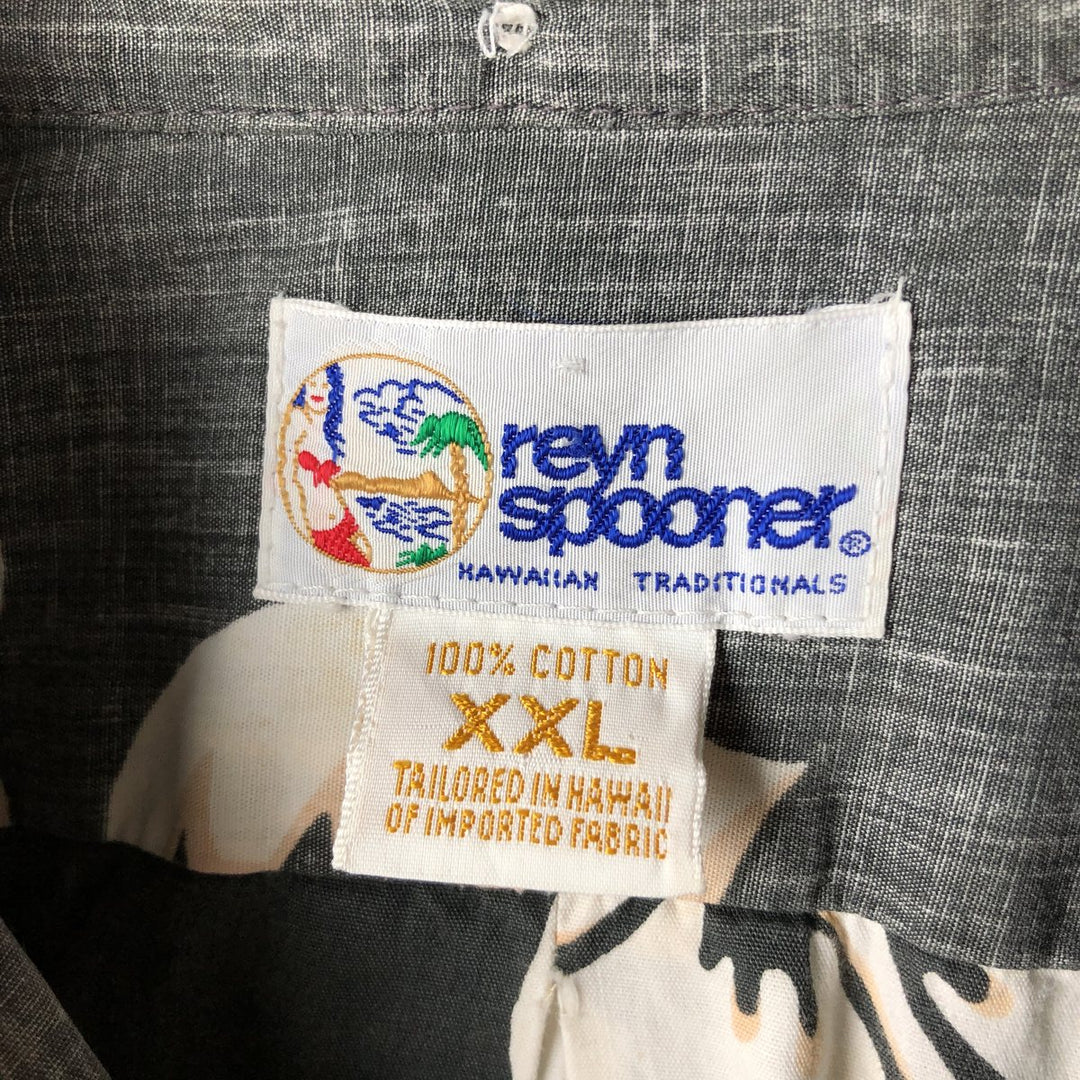 reyn
spooner®
HAWAIIAN TRADITIONALS
100% COTTON
XXL
TAILORED IN HAWAII
OF IMPORTED FABRIC